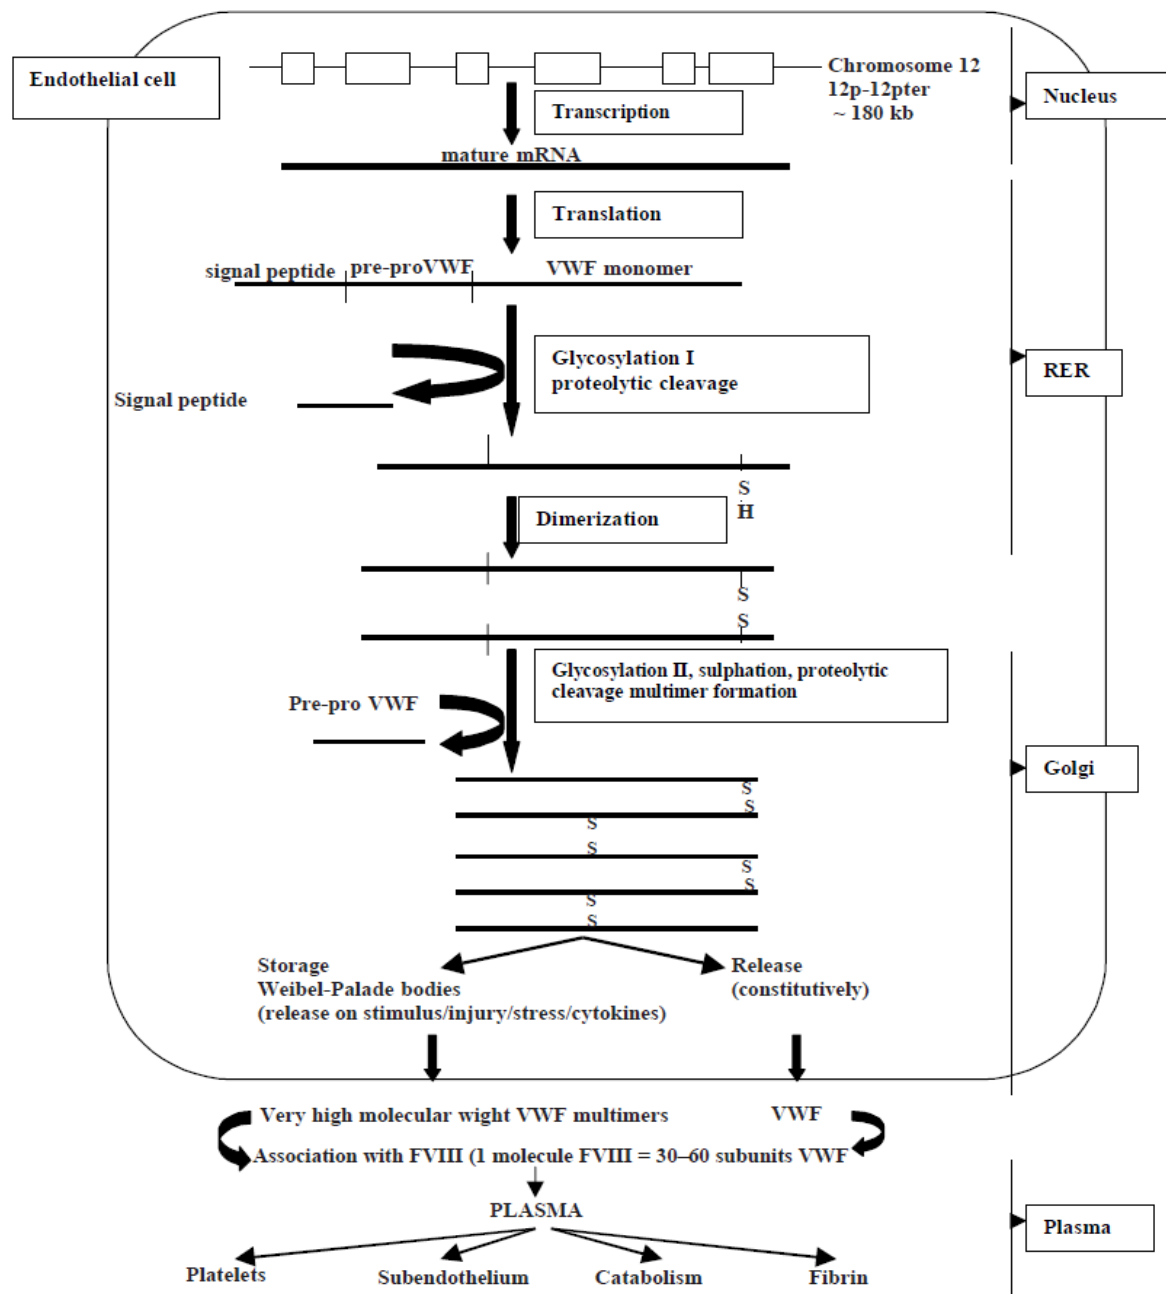 Endothelial cell
Chromosome 12
12p-12pter
~ 180 kb
Nucleus
Transcription
mature mRNA
Translation
signal peptide
pre-proVWF
VWF monomer
Glycosylation I
proteolytic cleavage
RER
Signal peptide
S
H
Dimerization
S
S
Glycosylation II, sulphation, proteolytic
cleavage multimer formation
Pre-pro VWF
Golgi
S
S
S
S
S
S
S
S
Storage
Weibel-Palade bodies
(release on stimulus/injury/stress/cytokines)
Release
(constitutively)
Very high molecular wight VWF multimers
VWF
Association with FVIII (1 molecule FVIII = 30–60 subunits VWF
PLASMA
Plasma
Platelets
Subendothelium
Catabolism
Fibrin